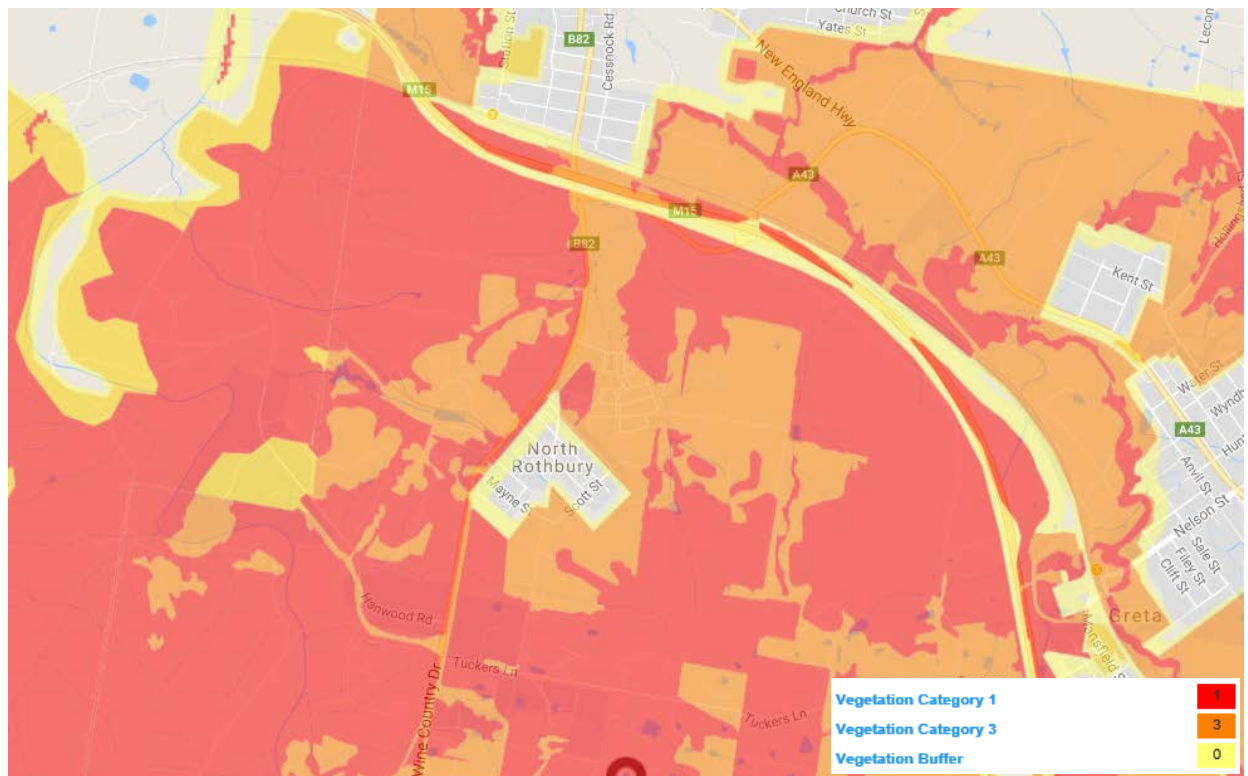 Church St
Yates St
Lecon
Station St
B82
Cessnock Rd
New England Hwy
M15
A43
M15
B82
A43
Hollingshed
Kent St
Water St
Wyndh
A43
Hunt
Anvil St
North
Rothbury
Mayne St
Scott St
Nelson St
Sale St
Filey St
Clift St
Hanwood Rd
Greta
Mansfield
Tuckers Ln
Wine Country Dr
Tuckers Ln
Vegetation Category 1
1
Vegetation Category 3
3
Vegetation Buffer
0